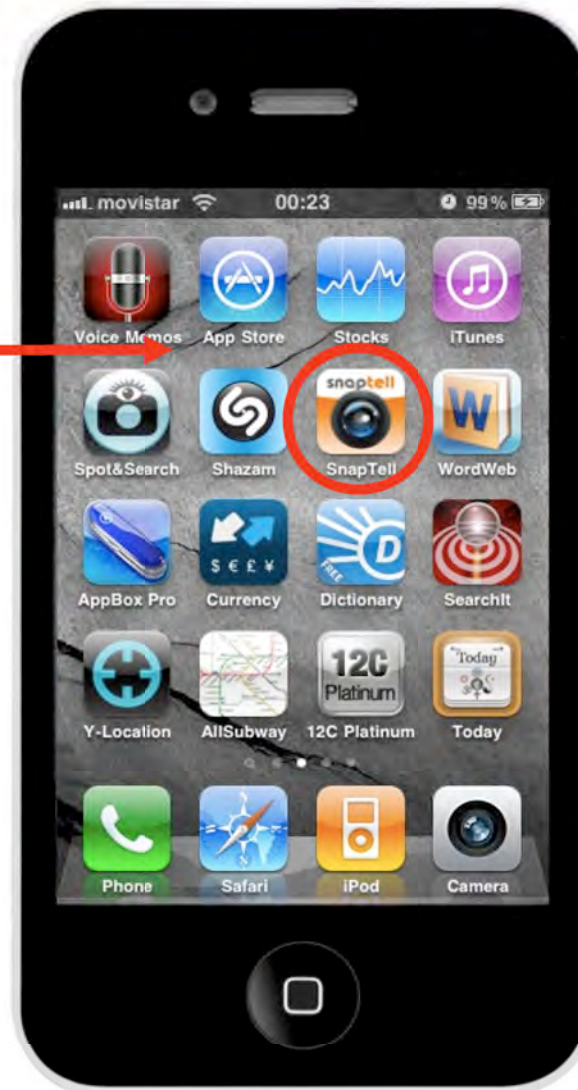 movistar 00:23 99%
Voice Memos App Store Stocks iTunes
snaptell
Spot&Search Shazam SnapTell WordWeb
W
$ € £ ¥
D
FREE
AppBox Pro Currency Dictionary SearchIt
12C
Platinum
Today
Y-Location AllSubway 12C Platinum Today
Phone Safari iPod Camera